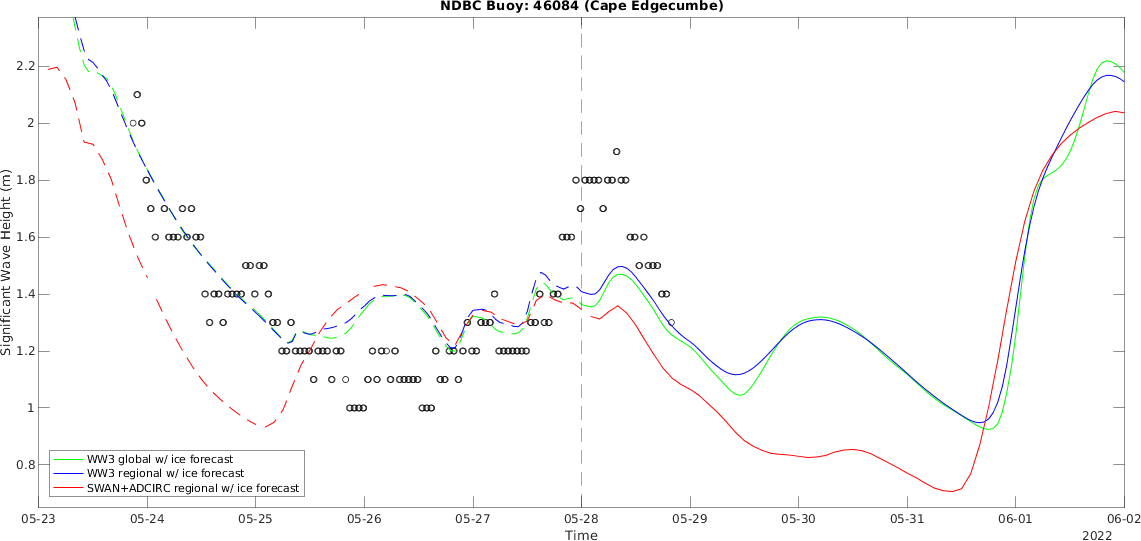 NDBC Buoy: 46084 (Cape Edgecumbe)
Significant Wave Height (m)
2.2
2
1.8
1.6
1.4
1.2
1
0.8
WW3 global w/ ice forecast
WW3 regional w/ ice forecast
SWAN+ADCIRC regional w/ ice forecast
05-23 05-24 05-25 05-26 05-27 05-28 05-29 05-30 05-31 06-01 06-02
Time
2022